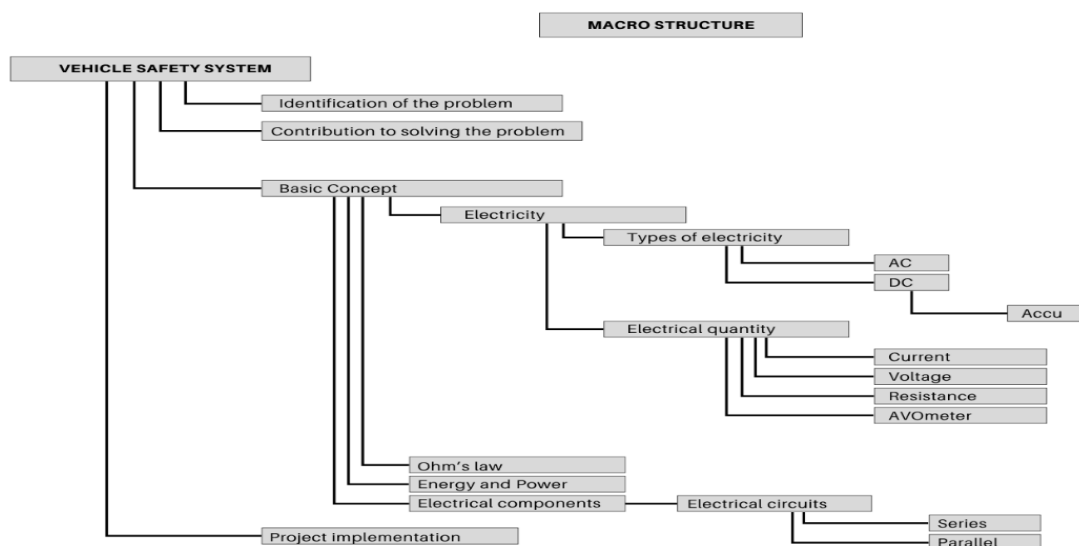 MACRO STRUCTURE
VEHICLE SAFETY SYSTEM
Identification of the problem
Contribution to solving the problem
Basic Concept
Electricity
Types of electricity
AC
DC
Accu
Electrical quantity
Current
Voltage
Resistance
AVOmeter
Ohm's law
Energy and Power
Electrical components
Electrical circuits
Series
Parallel
Project implementation